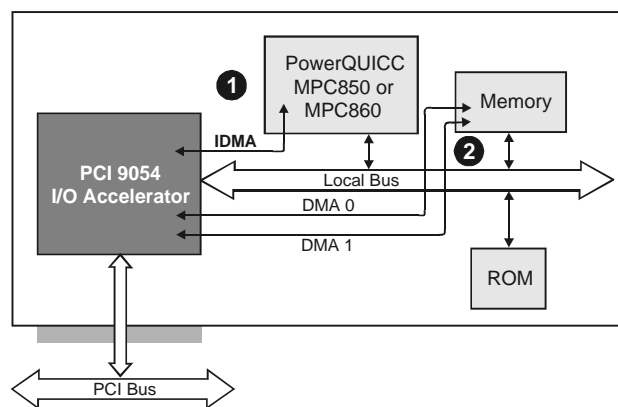 PowerQUICC
MPC850 or
MPC860
1
Memory
IDMA
2
PCI 9054
I/O Accelerator
Local Bus
DMA 0
DMA 1
ROM
PCI Bus